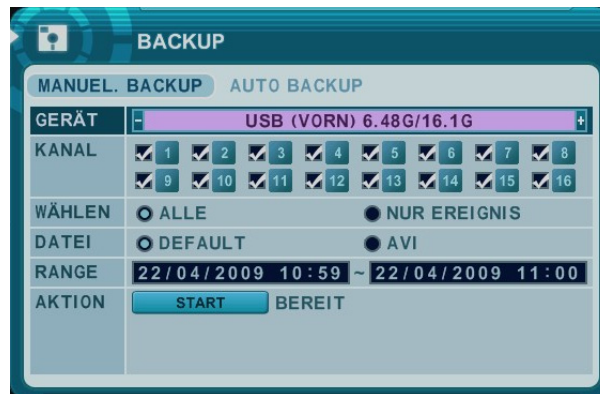 BACKUP
MANUEL. BACKUP AUTO BACKUP
GERÄT - USB (VORN) 6.48G/16.1G +
KANAL 1 2 3 4 5 6 7 8
9 10 11 12 13 14 15 16
WÄHLEN ALLE NUR EREIGNIS
DATEI DEFAULT AVI
RANGE 22/04/2009 10:59 ~ 22/04/2009 11:00
AKTION START BEREIT